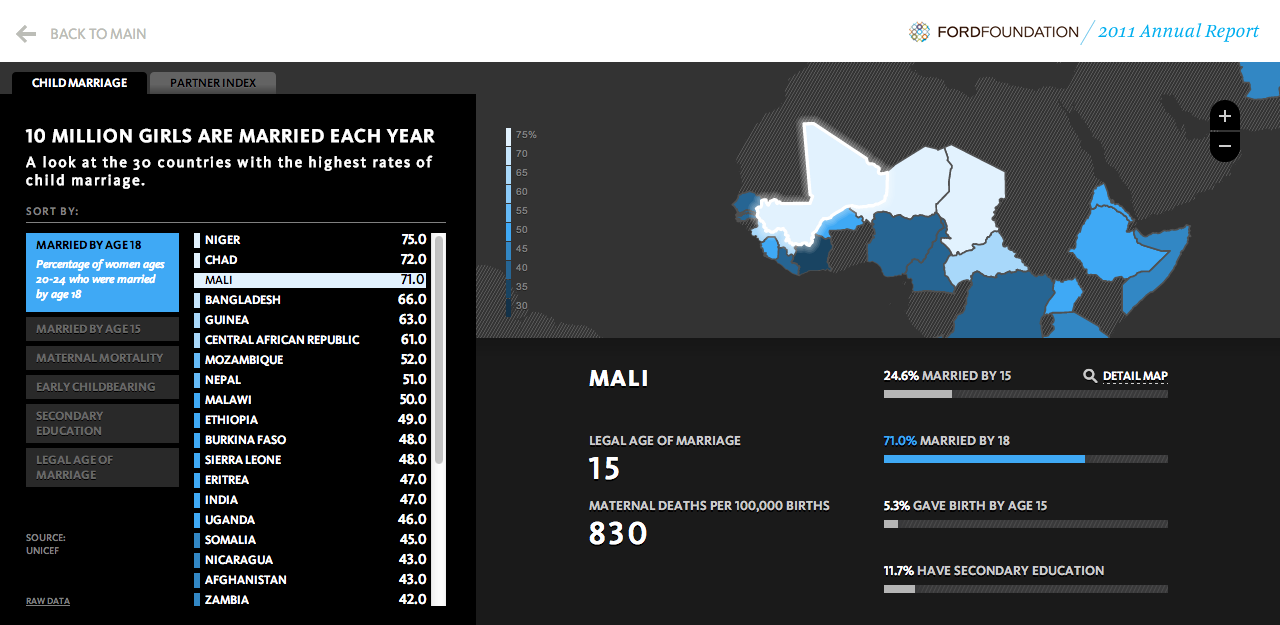 BACK TO MAIN
FORDFOUNDATION / 2011 Annual Report
CHILD MARRIAGE
PARTNER INDEX
10 MILLION GIRLS ARE MARRIED EACH YEAR
A look at the 30 countries with the highest rates of
child marriage.
SORT BY:
MARRIED BY AGE 18
Percentage of women ages
20-24 who were married
by age 18
MARRIED BY AGE 15
MATERNAL MORTALITY
EARLY CHILDBEARING
SECONDARY
EDUCATION
LEGAL AGE OF
MARRIAGE
SOURCE:
UNICEF
RAW DATA
NIGER 75.0
CHAD 72.0
MALI 71.0
BANGLADESH 66.0
GUINEA 63.0
CENTRAL AFRICAN REPUBLIC 61.0
MOZAMBIQUE 52.0
NEPAL 51.0
MALAWI 50.0
ETHIOPIA 49.0
BURKINA FASO 48.0
SIERRA LEONE 48.0
ERITREA 47.0
INDIA 47.0
UGANDA 46.0
SOMALIA 45.0
NICARAGUA 43.0
AFGHANISTAN 43.0
ZAMBIA 42.0
75%
70
65
60
55
50
45
40
35
30
+
−
MALI
LEGAL AGE OF MARRIAGE
15
MATERNAL DEATHS PER 100,000 BIRTHS
830
24.6% MARRIED BY 15
DETAIL MAP
71.0% MARRIED BY 18
5.3% GAVE BIRTH BY AGE 15
11.7% HAVE SECONDARY EDUCATION